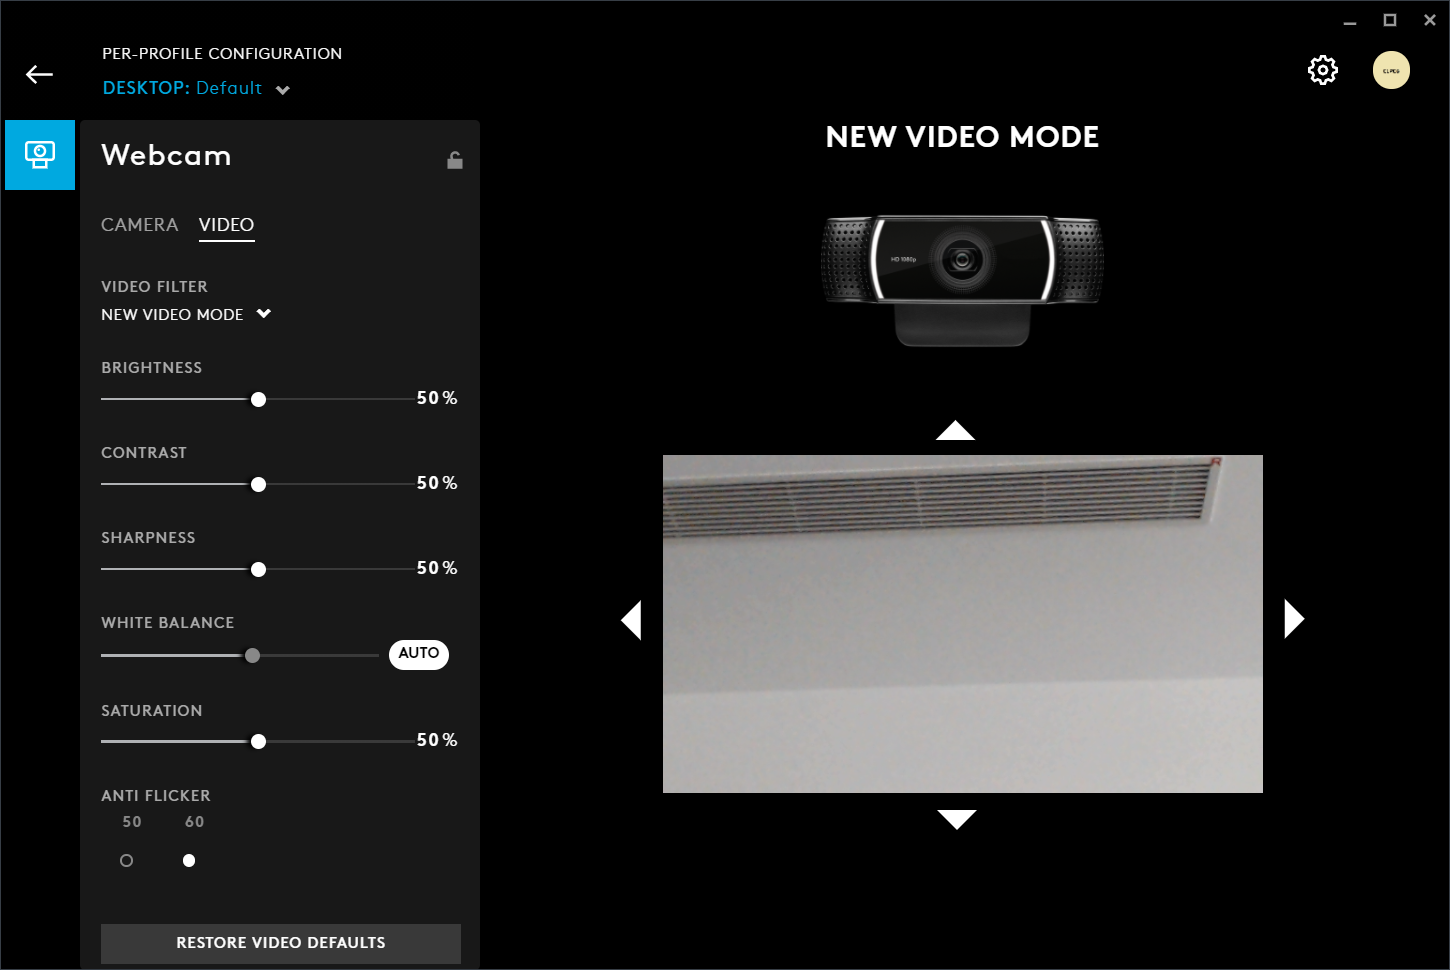 PER-PROFILE CONFIGURATION
DESKTOP: Default
CLPEG
Webcam
CAMERA VIDEO
VIDEO FILTER
NEW VIDEO MODE
BRIGHTNESS
50 %
CONTRAST
50 %
SHARPNESS
50 %
WHITE BALANCE
AUTO
SATURATION
50 %
ANTI FLICKER
50 60
RESTORE VIDEO DEFAULTS
NEW VIDEO MODE
HD 1080p